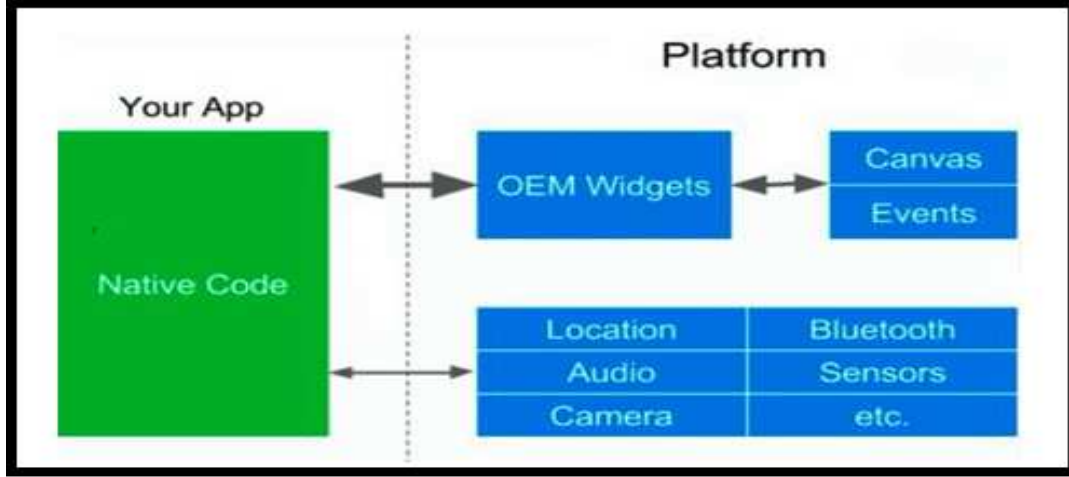 Platform
Your App
OEM Widgets
Canvas
Events
Native Code
Location
Bluetooth
Audio
Sensors
Camera
etc.